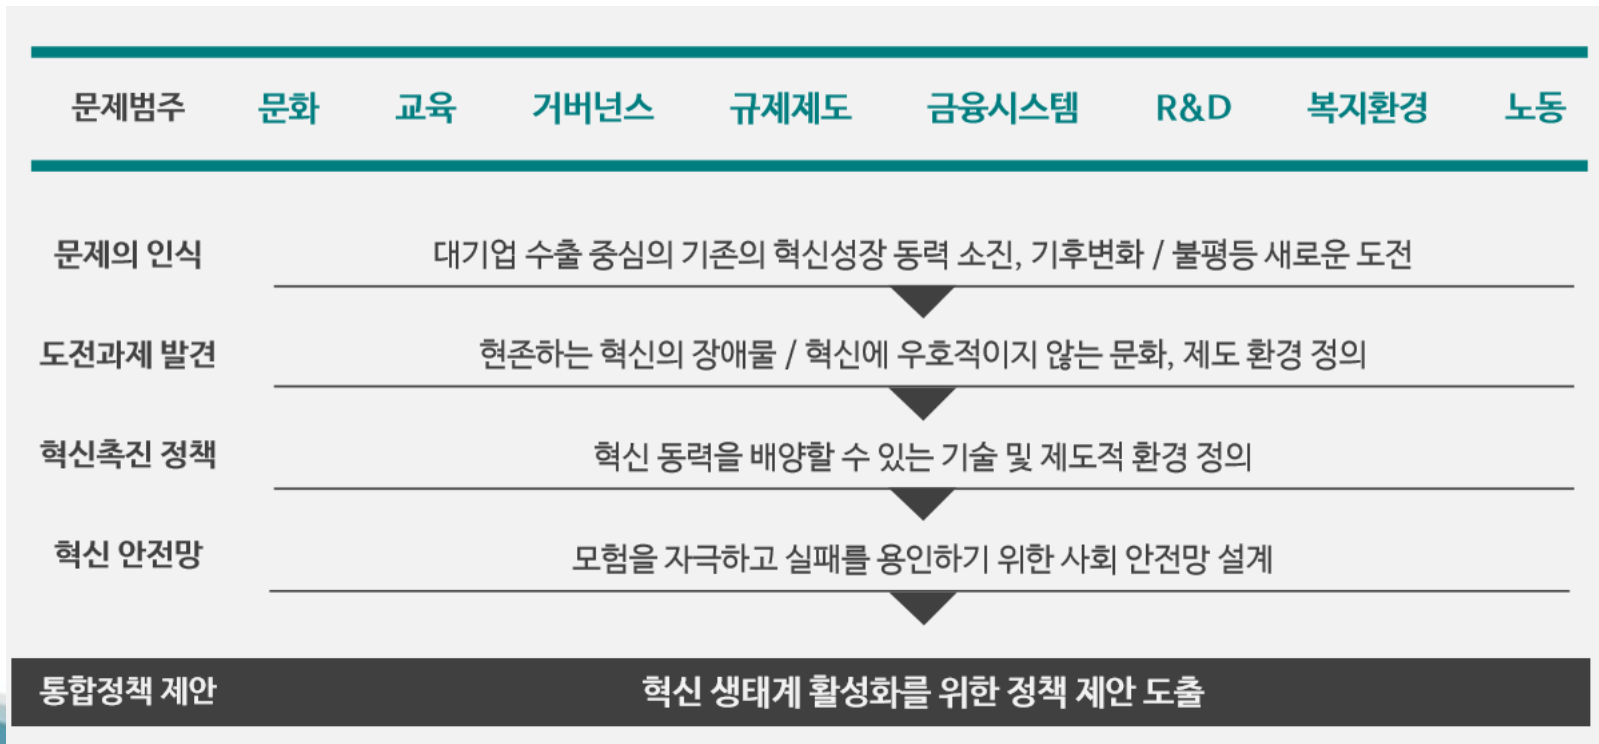 문제범주 문화 교육 거버넌스 규제제도 금융시스템 R&D 복지환경 노동
문제의 인식 대기업 수출 중심의 기존의 혁신성장 동력 소진, 기후변화 / 불평등 새로운 도전
도전과제 발견 현존하는 혁신의 장애물 / 혁신에 우호적이지 않는 문화, 제도 환경 정의
혁신촉진 정책 혁신 동력을 배양할 수 있는 기술 및 제도적 환경 정의
혁신 안전망 모험을 자극하고 실패를 용인하기 위한 사회 안전망 설계
통합정책 제안 혁신 생태계 활성화를 위한 정책 제안 도출